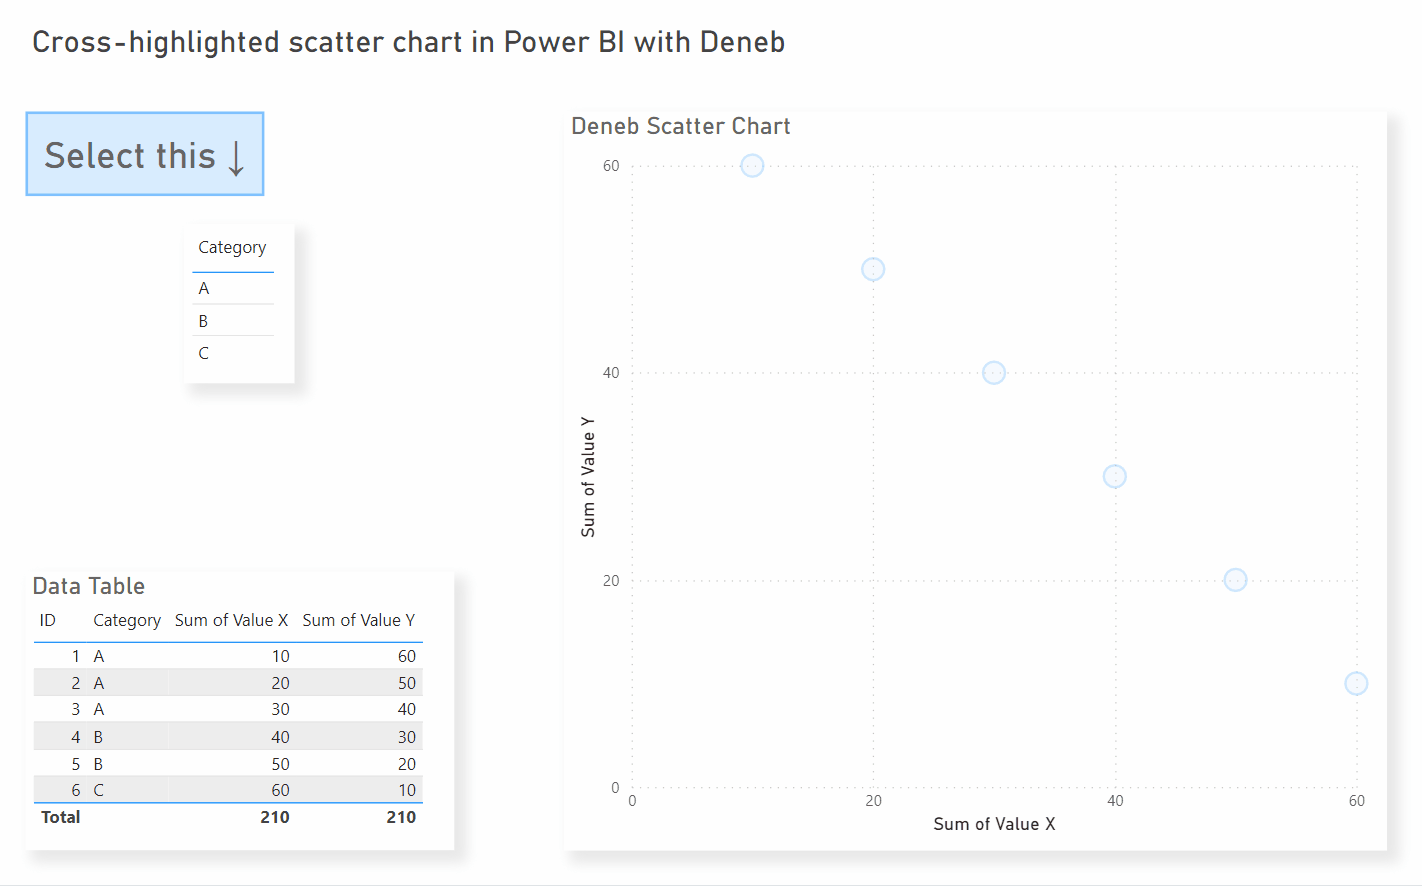 Cross-highlighted scatter chart in Power BI with Deneb
Select this ↓
Category
A
B
C
Data Table
ID Category Sum of Value X Sum of Value Y
1 A 10 60
2 A 20 50
3 A 30 40
4 B 40 30
5 B 50 20
6 C 60 10
Total 210 210
Deneb Scatter Chart
60
40
20
0
Sum of Value Y
0 20 40 60
Sum of Value X